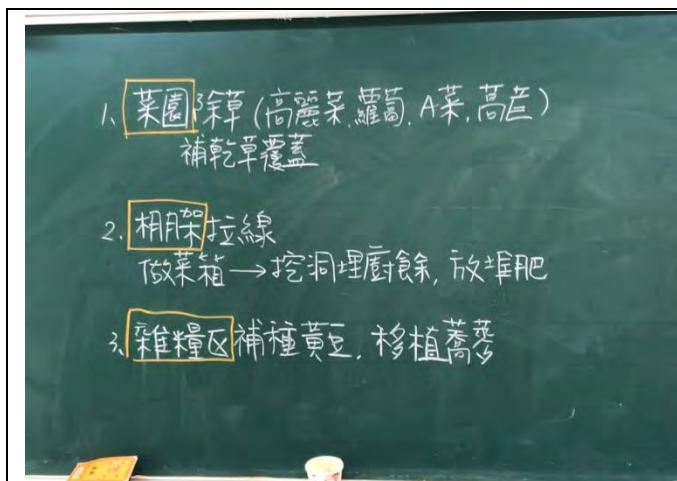 1、菜園除草(高麗菜,蘿蔔,A菜,萵苣)
補乾草覆蓋
2、棚架拉線
做菜箱→挖洞埋廚餘,放堆肥
3、雜糧区補種黃豆,移植蕎麥